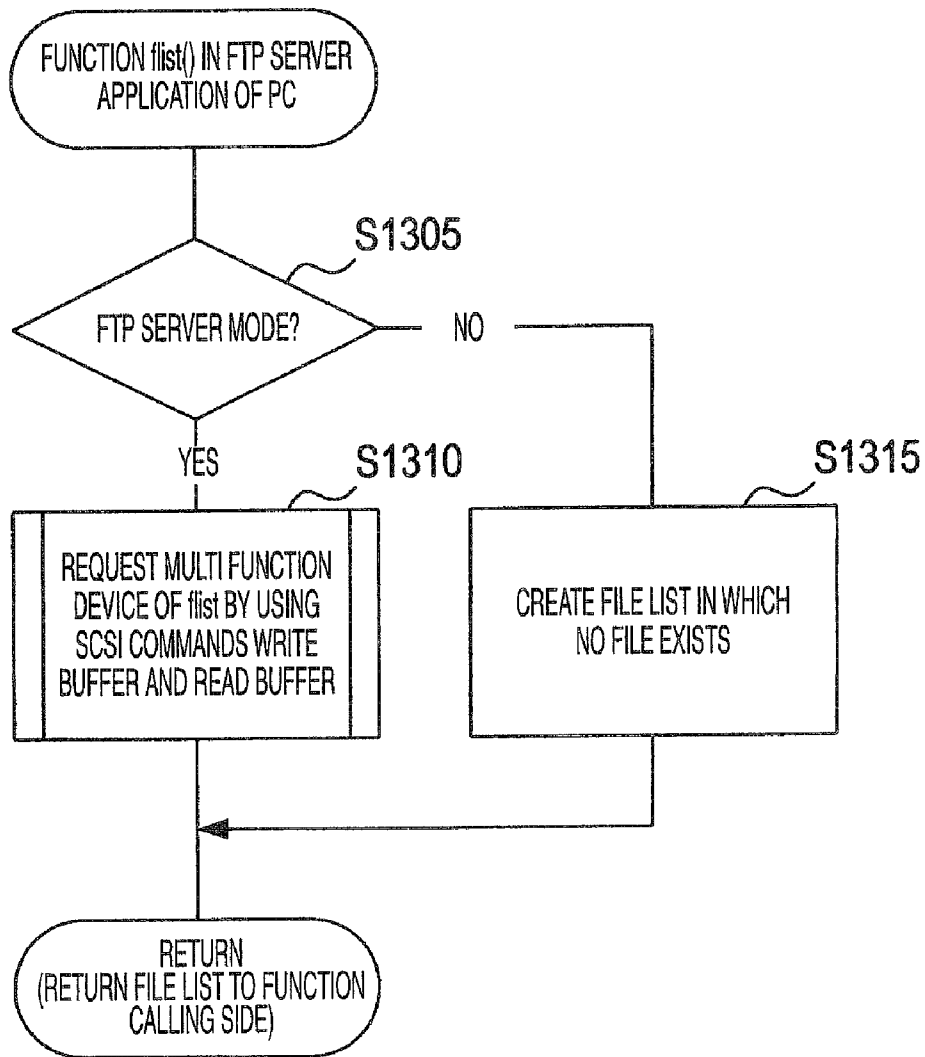 FUNCTION flist() IN FTP SERVER
APPLICATION OF PC
S1305
FTP SERVER MODE?
NO
YES
S1310
S1315
REQUEST MULTI FUNCTION
DEVICE OF flist BY USING
SCSI COMMANDS WRITE
BUFFER AND READ BUFFER
CREATE FILE LIST IN WHICH
NO FILE EXISTS
RETURN
(RETURN FILE LIST TO FUNCTION
CALLING SIDE)